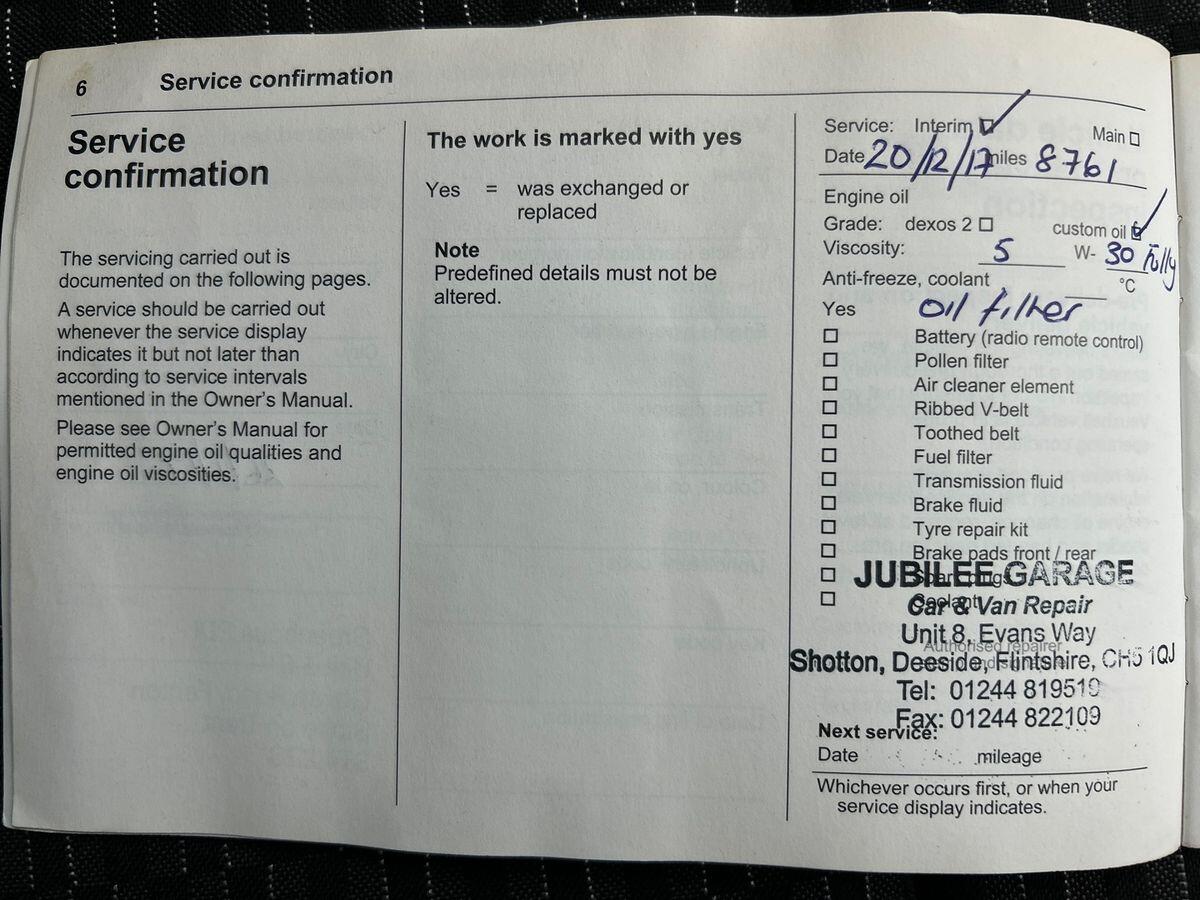 6 Service confirmation
Service
confirmation
The servicing carried out is
documented on the following pages.
A service should be carried out
whenever the service display
indicates it but not later than
according to service intervals
mentioned in the Owner's Manual.
Please see Owner's Manual for
permitted engine oil qualities and
engine oil viscosities.
The work is marked with yes
Yes = was exchanged or
replaced
Note
Predefined details must not be
altered.
Service: Interim ☑ Main ☐
Date 20/12/17 miles 8761
Engine oil
Grade: dexos 2 ☐ custom oil ☑
Viscosity: 5 W- 30 Fully
Anti-freeze, coolant °C
Yes oil filter
☐ Battery (radio remote control)
☐ Pollen filter
☐ Air cleaner element
☐ Ribbed V-belt
☐ Toothed belt
☐ Fuel filter
☐ Transmission fluid
☐ Brake fluid
☐ Tyre repair kit
☐ Brake pads front / rear
☐ Spark plugs
☐ Coolant
JUBILEE GARAGE
Car & Van Repair
Unit 8, Evans Way
Authorised repairer
Shotton, Deeside, Flintshire, CH5 1QJ
Tel: 01244 819519
Fax: 01244 822109
Next service:
Date mileage
Whichever occurs first, or when your
service display indicates.